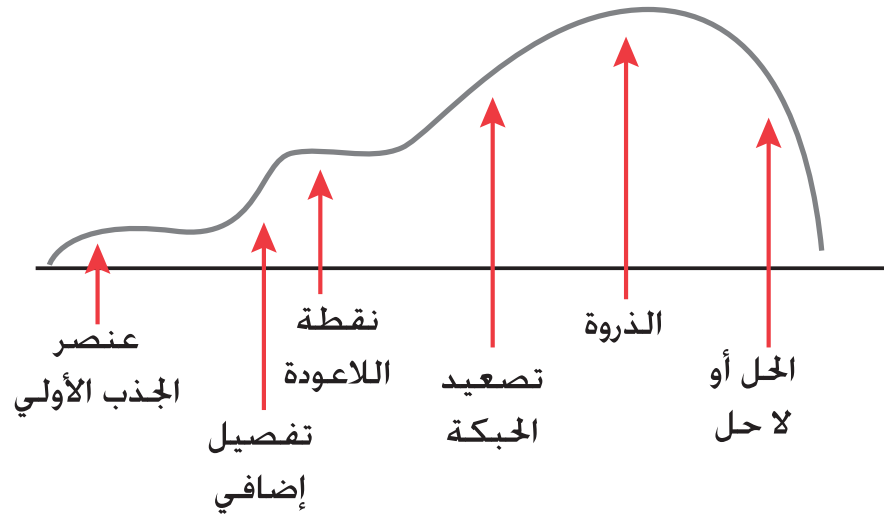 عنصر
الجذب الأولي
تفصيل
إضافي
نقطة
اللاعودة
تصعيد
الحبكة
الذروة
الحل أو
لا حل